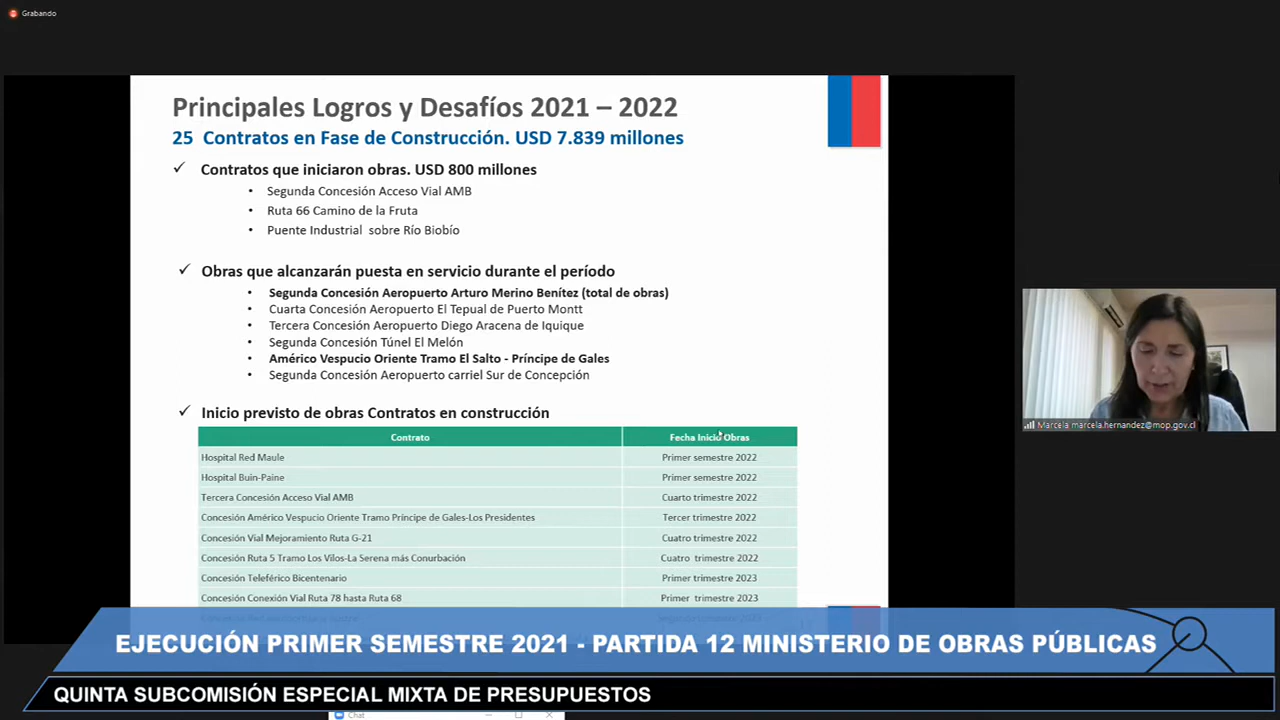 Grabando
Principales Logros y Desafíos 2021 – 2022
25 Contratos en Fase de Construcción. USD 7.839 millones
✓ Contratos que iniciaron obras. USD 800 millones
• Segunda Concesión Acceso Vial AMB
• Ruta 66 Camino de la Fruta
• Puente Industrial sobre Río Biobío
✓ Obras que alcanzarán puesta en servicio durante el período
• Segunda Concesión Aeropuerto Arturo Merino Benítez (total de obras)
• Cuarta Concesión Aeropuerto El Tepual de Puerto Montt
• Tercera Concesión Aeropuerto Diego Aracena de Iquique
• Segunda Concesión Túnel El Melón
• Américo Vespucio Oriente Tramo El Salto - Príncipe de Gales
• Segunda Concesión Aeropuerto carriel Sur de Concepción
✓ Inicio previsto de obras Contratos en construcción
Contrato Fecha Inicio Obras
Hospital Red Maule Primer semestre 2022
Hospital Buin-Paine Primer semestre 2022
Tercera Concesión Acceso Vial AMB Cuarto trimestre 2022
Concesión Américo Vespucio Oriente Tramo Príncipe de Gales-Los Presidentes Tercer trimestre 2022
Concesión Vial Mejoramiento Ruta G-21 Cuatro trimestre 2022
Concesión Ruta 5 Tramo Los Vilos-La Serena más Conurbación Cuatro trimestre 2022
Concesión Teleférico Bicentenario Primer trimestre 2023
Concesión Conexión Vial Ruta 78 hasta Ruta 68 Primer trimestre 2023
Marcela marcela.hernandez@mop.gov.cl
EJECUCIÓN PRIMER SEMESTRE 2021 - PARTIDA 12 MINISTERIO DE OBRAS PÚBLICAS
QUINTA SUBCOMISIÓN ESPECIAL MIXTA DE PRESUPUESTOS
Chat